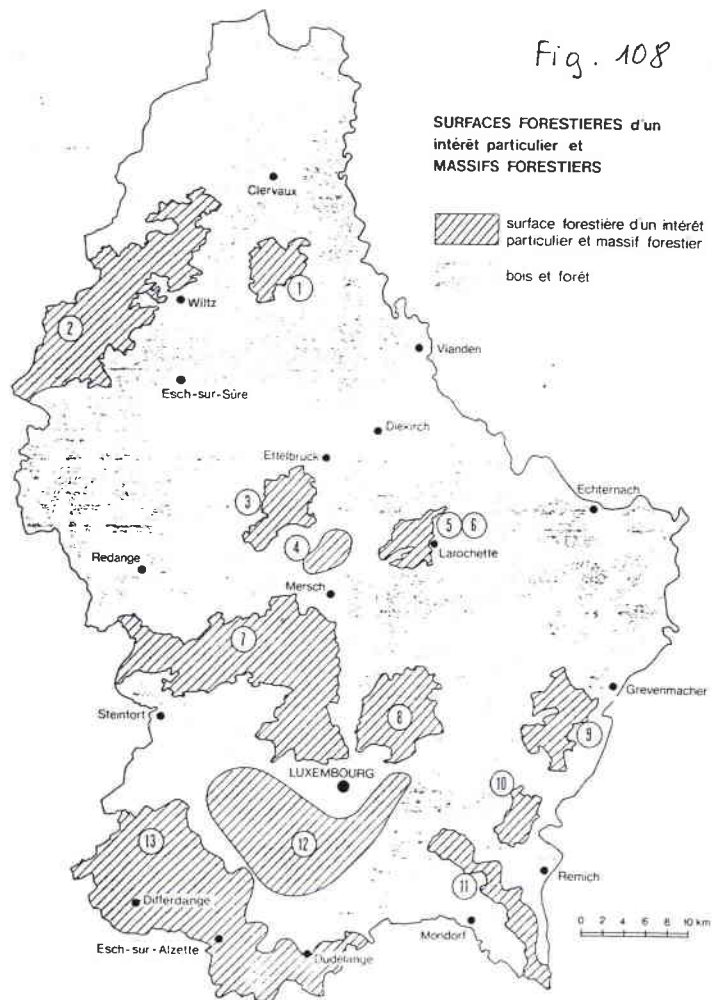 Fig. 108
SURFACES FORESTIERES d'un
intérêt particulier et
MASSIFS FORESTIERS
surface forestière d'un intérêt
particulier et massif forestier
bois et forêt
Clervaux
1
2
Wiltz
Vianden
Esch-sur-Sûre
Diekirch
Ettelbruck
3
Echternach
5 6
4
Larochette
Redange
Mersch
7
Grevenmacher
8
Steinfort
9
LUXEMBOURG
10
13
12
Remich
11
Differdange
Mondorf
0 2 4 6 8 10 km
Esch-sur-Alzette
Dudelange